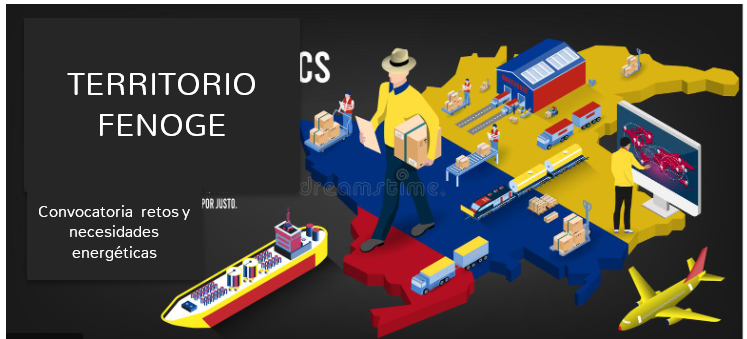 TERRITORIO
FENOGE
CS
POR JUSTO.
Convocatoria retos y
necesidades
energéticas
dreamstime.